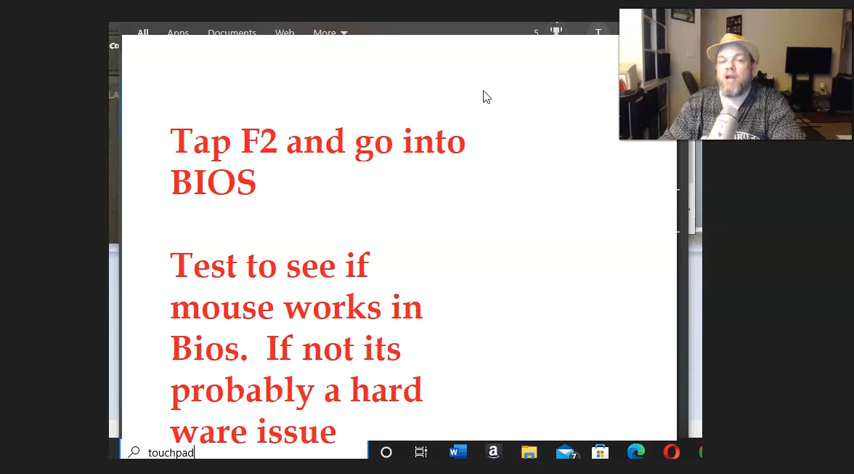 All Apps Documents Web More 5 T
Tap F2 and go into
BIOS
Test to see if
mouse works in
Bios. If not its
probably a hard
ware issue
touchpad